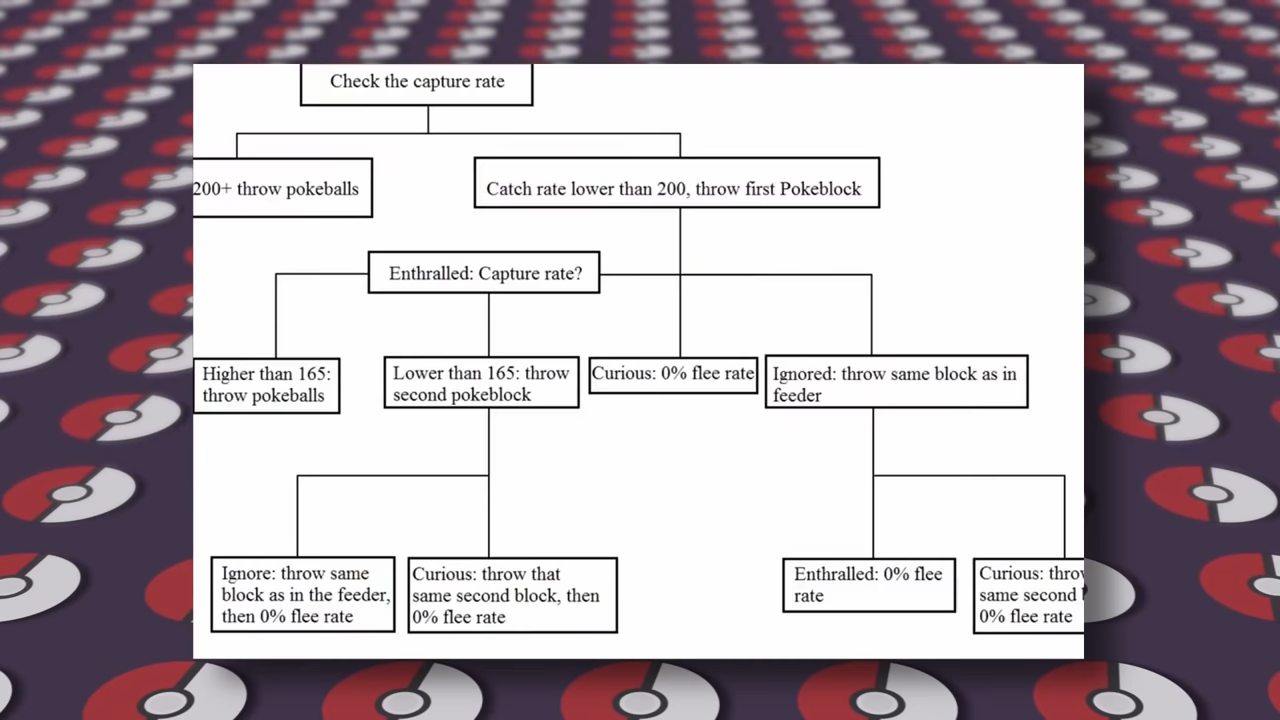 Check the capture rate
200+ throw pokeballs
Catch rate lower than 200, throw first Pokeblock
Enthralled: Capture rate?
Higher than 165:
throw pokeballs
Lower than 165: throw
second pokeblock
Curious: 0% flee rate
Ignored: throw same block as in
feeder
Ignore: throw same
block as in the feeder,
then 0% flee rate
Curious: throw that
same second block, then
0% flee rate
Enthralled: 0% flee
rate
Curious:
same second
0% flee rate